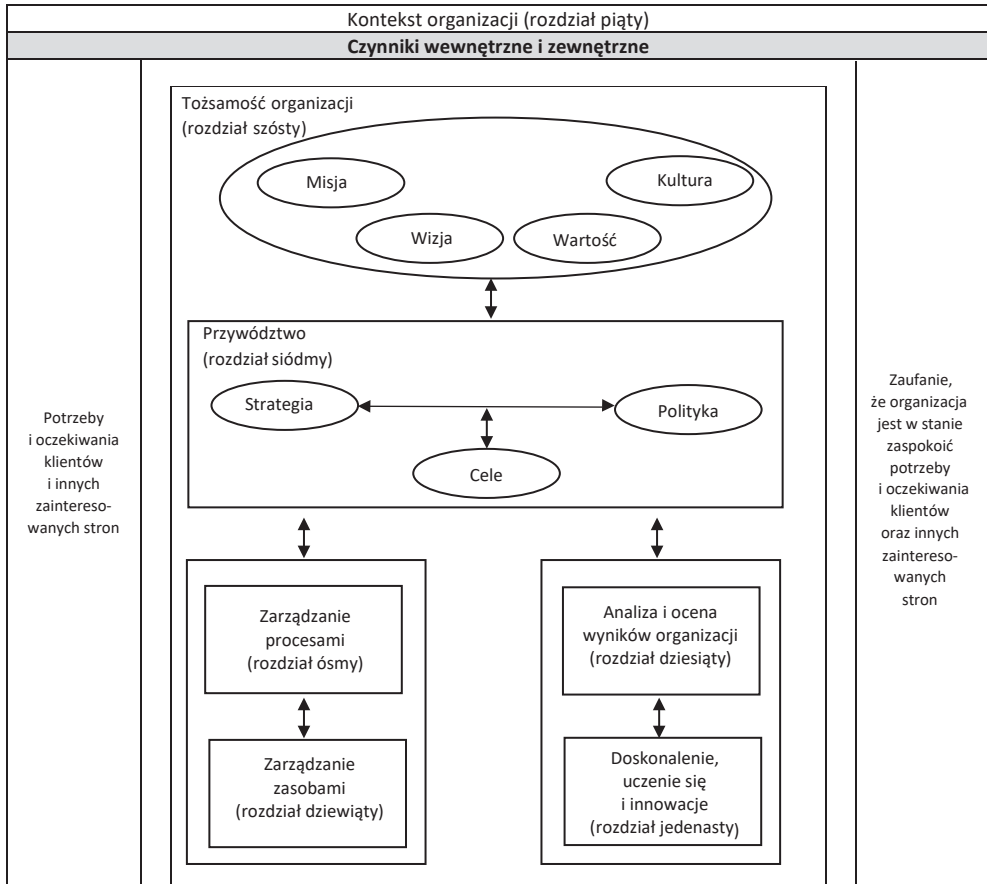 Kontekst organizacji (rozdział piąty)
Czynniki wewnętrzne i zewnętrzne
Potrzeby
i oczekiwania
klientów
i innych
zaintereso-
wanych stron
Tożsamość organizacji
(rozdział szósty)
Misja
Kultura
Wizja
Wartość
Przywództwo
(rozdział siódmy)
Strategia
Polityka
Cele
Zarządzanie
procesami
(rozdział ósmy)
Zarządzanie
zasobami
(rozdział dziewiąty)
Analiza i ocena
wyników organizacji
(rozdział dziesiąty)
Doskonalenie,
uczenie się
i innowacje
(rozdział jedenasty)
Zaufanie,
że organizacja
jest w stanie
zaspokoić
potrzeby
i oczekiwania
klientów
oraz innych
zaintereso-
wanych
stron